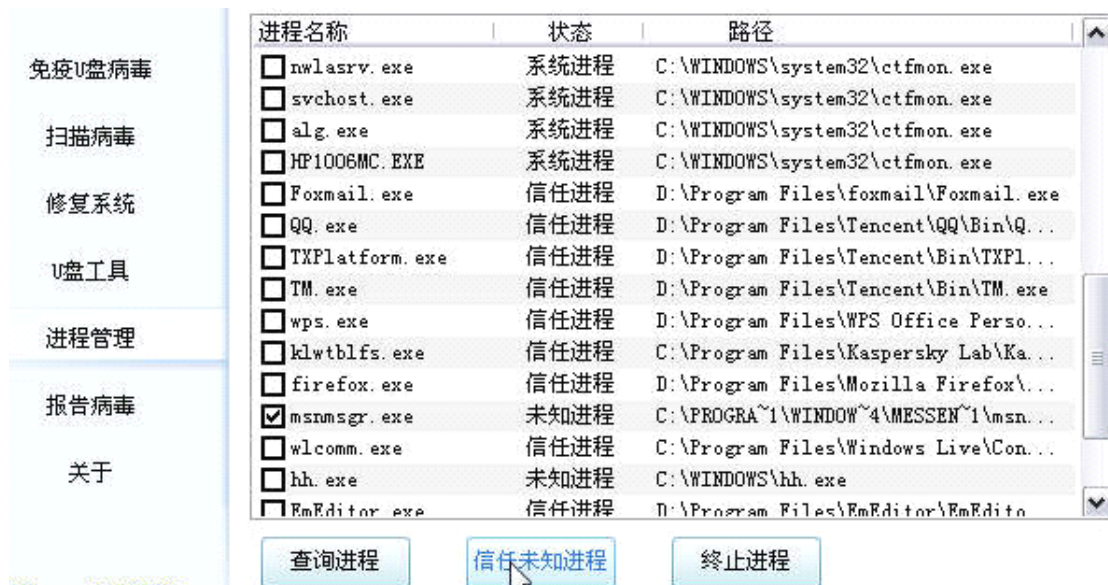 免疫U盘病毒
扫描病毒
修复系统
U盘工具
进程管理
报告病毒
关于
进程名称 状态 路径
nwlasrv.exe 系统进程 C:\WINDOWS\system32\ctfmon.exe
svchost.exe 系统进程 C:\WINDOWS\system32\ctfmon.exe
alg.exe 系统进程 C:\WINDOWS\system32\ctfmon.exe
HP1006MC.EXE 系统进程 C:\WINDOWS\system32\ctfmon.exe
Foxmail.exe 信任进程 D:\Program Files\foxmail\Foxmail.exe
QQ.exe 信任进程 D:\Program Files\Tencent\QQ\Bin\Q...
TXPlatform.exe 信任进程 D:\Program Files\Tencent\Bin\TXPl...
TM.exe 信任进程 D:\Program Files\Tencent\Bin\TM.exe
wps.exe 信任进程 D:\Program Files\WPS Office Perso...
klwtblfs.exe 信任进程 C:\Program Files\Kaspersky Lab\Ka...
firefox.exe 信任进程 D:\Program Files\Mozilla Firefox\...
msnmsgr.exe 未知进程 C:\PROGRA~1\WINDOW~4\MESSEN~1\msn...
wlcomm.exe 信任进程 C:\Program Files\Windows Live\Con...
hh.exe 未知进程 C:\WINDOWS\hh.exe
EmEditor.exe 信任进程 D:\Program Files\EmEditor\EmEdito
查询进程 信任未知进程 终止进程